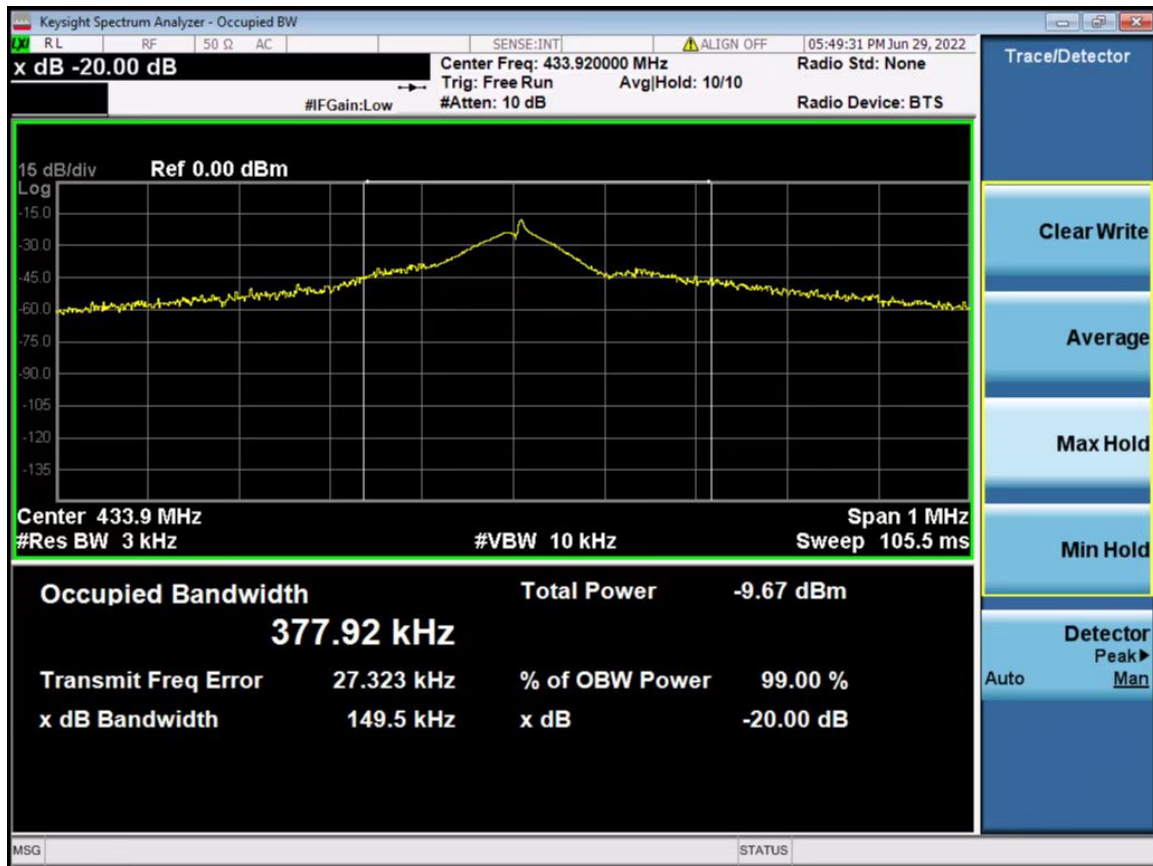 Keysight Spectrum Analyzer - Occupied BW
LXI RL RF 50 Ω AC SENSE:INT ALIGN OFF 05:49:31 PM Jun 29, 2022
x dB -20.00 dB
Center Freq: 433.920000 MHz
Radio Std: None
Trig: Free Run Avg|Hold: 10/10
#IFGain:Low #Atten: 10 dB Radio Device: BTS
15 dB/div Ref 0.00 dBm
Log
-15.0
-30.0
-45.0
-60.0
-75.0
-90.0
-105
-120
-135
Center 433.9 MHz Span 1 MHz
#Res BW 3 kHz #VBW 10 kHz Sweep 105.5 ms
Occupied Bandwidth Total Power -9.67 dBm
377.92 kHz
Transmit Freq Error 27.323 kHz % of OBW Power 99.00 %
x dB Bandwidth 149.5 kHz x dB -20.00 dB
MSG STATUS
Trace/Detector
Clear Write
Average
Max Hold
Min Hold
Detector
Peak▶
Auto Man